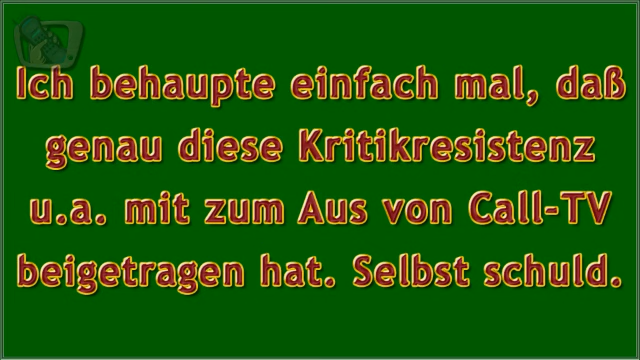 Ich behaupte einfach mal, daß
genau diese Kritikresistenz
u.a. mit zum Aus von Call-TV
beigetragen hat. Selbst schuld.